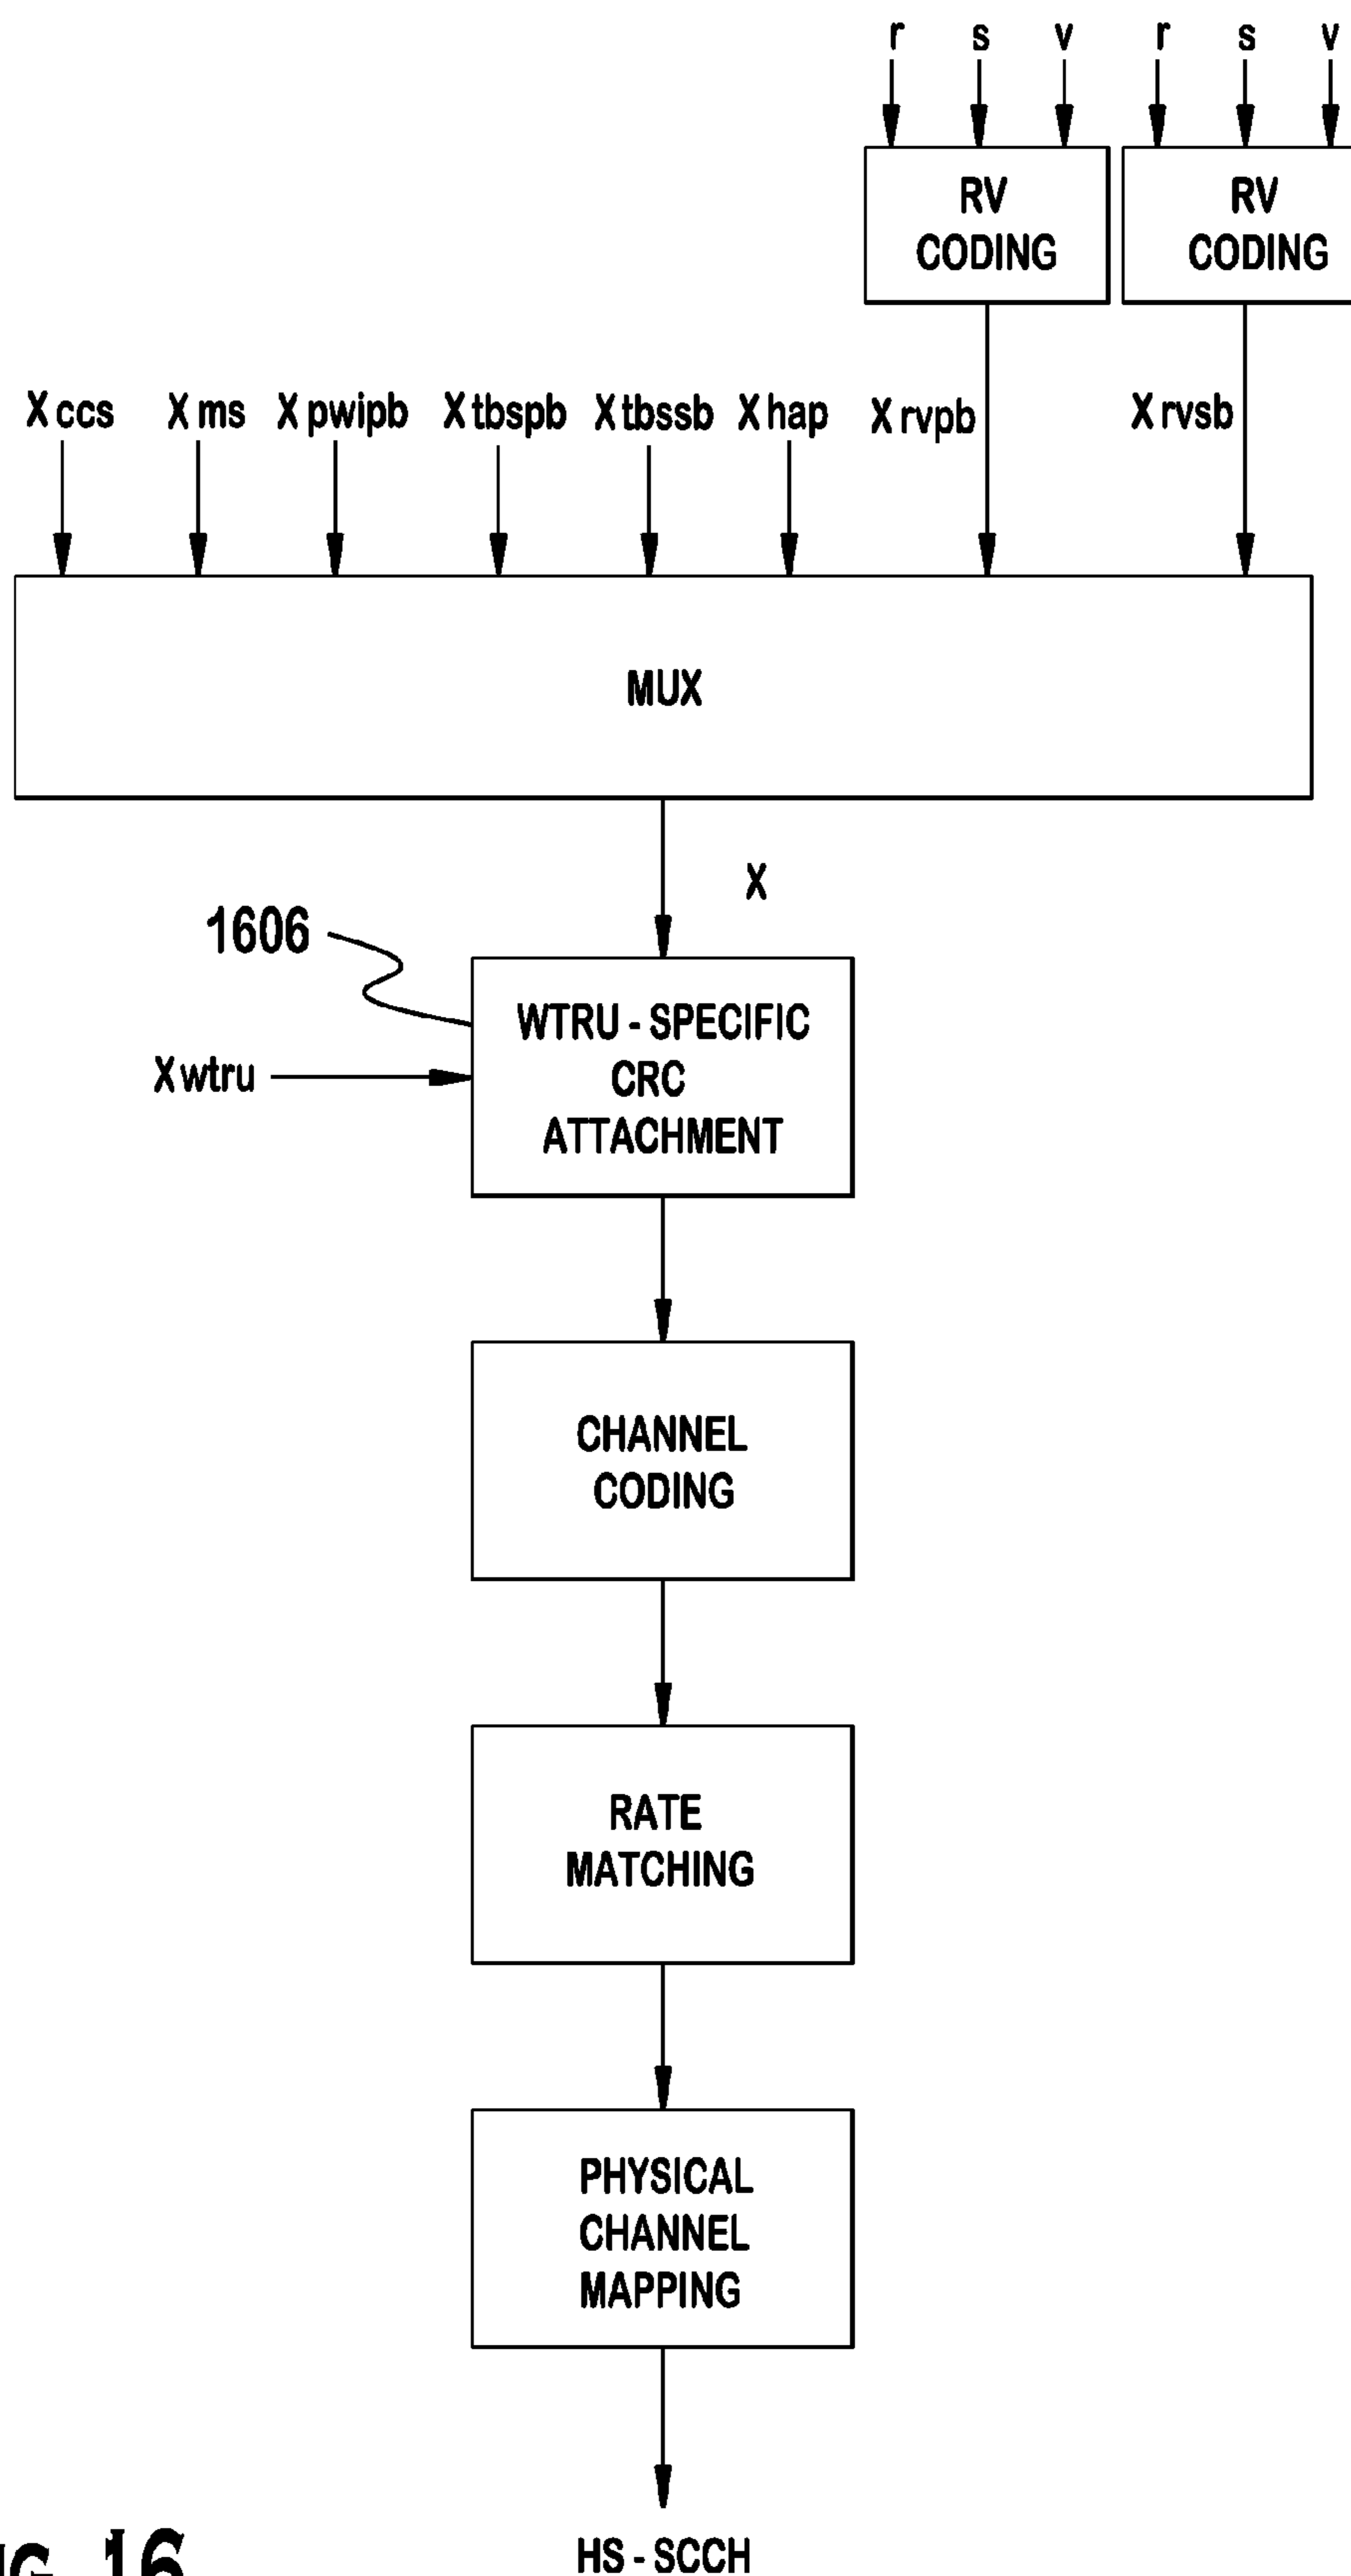 r s v r s v
RV
CODING
RV
CODING
X ccs X ms X pwipb X tbspb X tbssb X hap X rvpb X rvsb
MUX
X
1606
WTRU - SPECIFIC
CRC
ATTACHMENT
X wtru
CHANNEL
CODING
RATE
MATCHING
PHYSICAL
CHANNEL
MAPPING
HS - SCCH
16